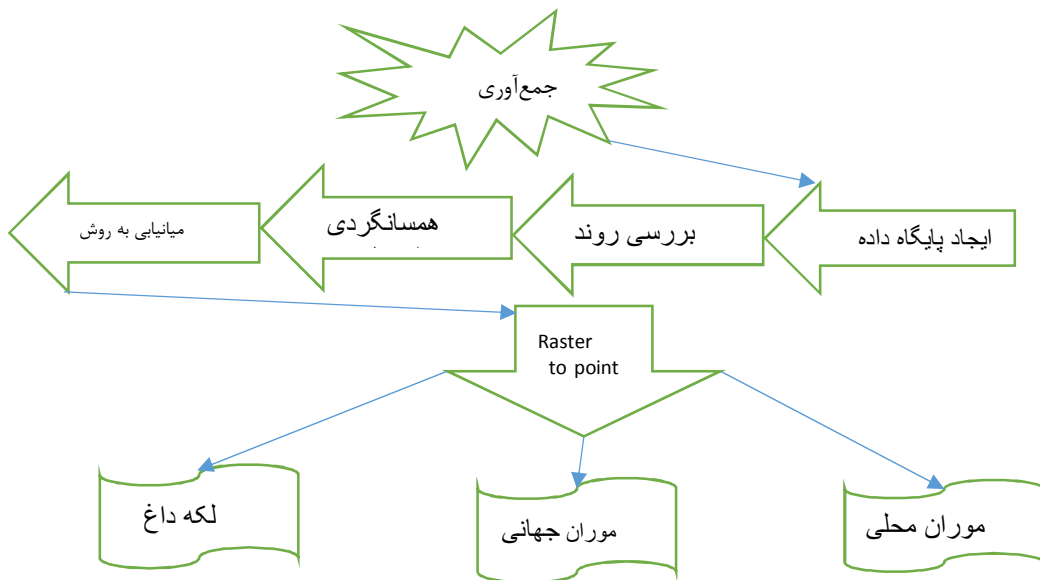 جمع‌آوری
ایجاد پایگاه داده
بررسی روند
همسانگردی
میانیابی به روش
Raster
to point
موران محلی
موران جهانی
لکه داغ